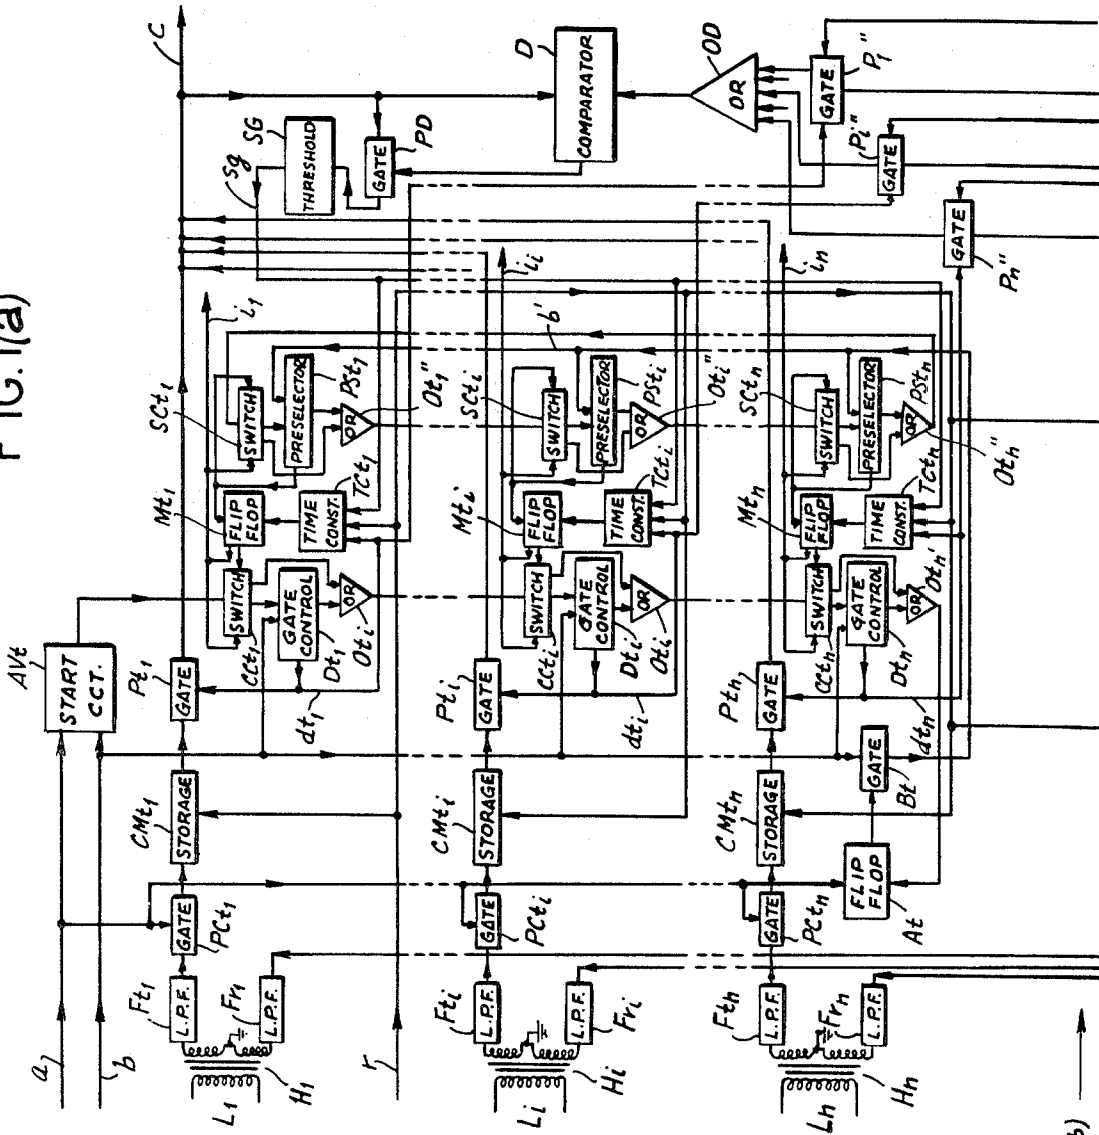 FIG. 1(a)
C
D
COMPARATOR
OD
OR
GATE
P1''
SG
THRESHOLD
Sg
GATE
PD
Pi''
GATE
GATE
Pn''
i1
ii
in
b'
SCt1
SWITCH
PRESELECTOR
PSt1
OR
Ot1''
SCti
SWITCH
PRESELECTOR
PSti
OR
Oti''
SCtn
SWITCH
PRESELECTOR
PStn
OR
Otn''
Mt1
FLIP FLOP
TIME CONST.
TCt1
Mti
FLIP FLOP
TIME CONST.
TCti
Mtn
FLIP FLOP
TIME CONST.
TCtn
SWITCH
CCt1
GATE CONTROL
Dt1
OR
Oti
SWITCH
CCti
GATE CONTROL
Dti
OR
Oti
SWITCH
CCtn
GATE CONTROL
Dtn
OR
Otn'
AVt
START CCT.
Pt1
GATE
dt1
Pti
GATE
dti
Ptn
GATE
dtn
GATE
Bt
CMt1
STORAGE
CMti
STORAGE
CMtn
STORAGE
FLIP FLOP
At
GATE
PCt1
GATE
PCti
GATE
PCtn
Ft1
L.P.F.
Fr1
L.P.F.
Fti
L.P.F.
L.P.F.
Fri
Ftn
L.P.F.
Frn
L.P.F.
a
b
L1
H1
r
Li
Hi
Ln
Hn
b)